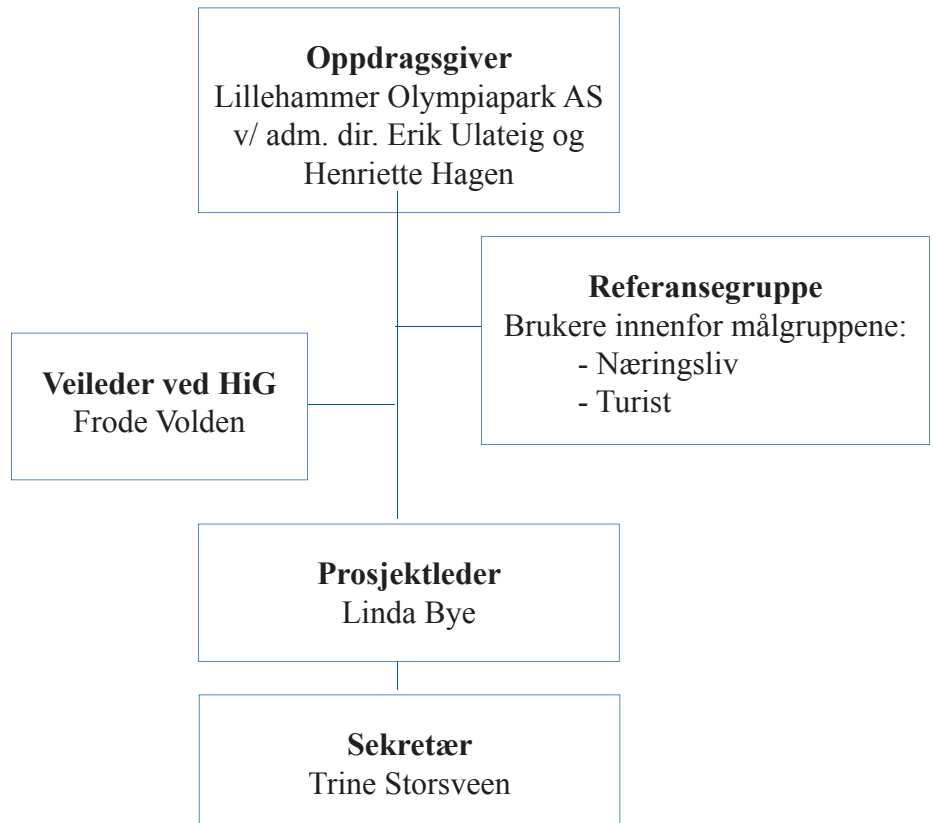 Oppdragsgiver
Lillehammer Olympiapark AS
v/ adm. dir. Erik Ulateig og
Henriette Hagen
Referansegruppe
Brukere innenfor målgruppene:
- Næringsliv
- Turist
Veileder ved HiG
Frode Volden
Prosjektleder
Linda Bye
Sekretær
Trine Storsveen